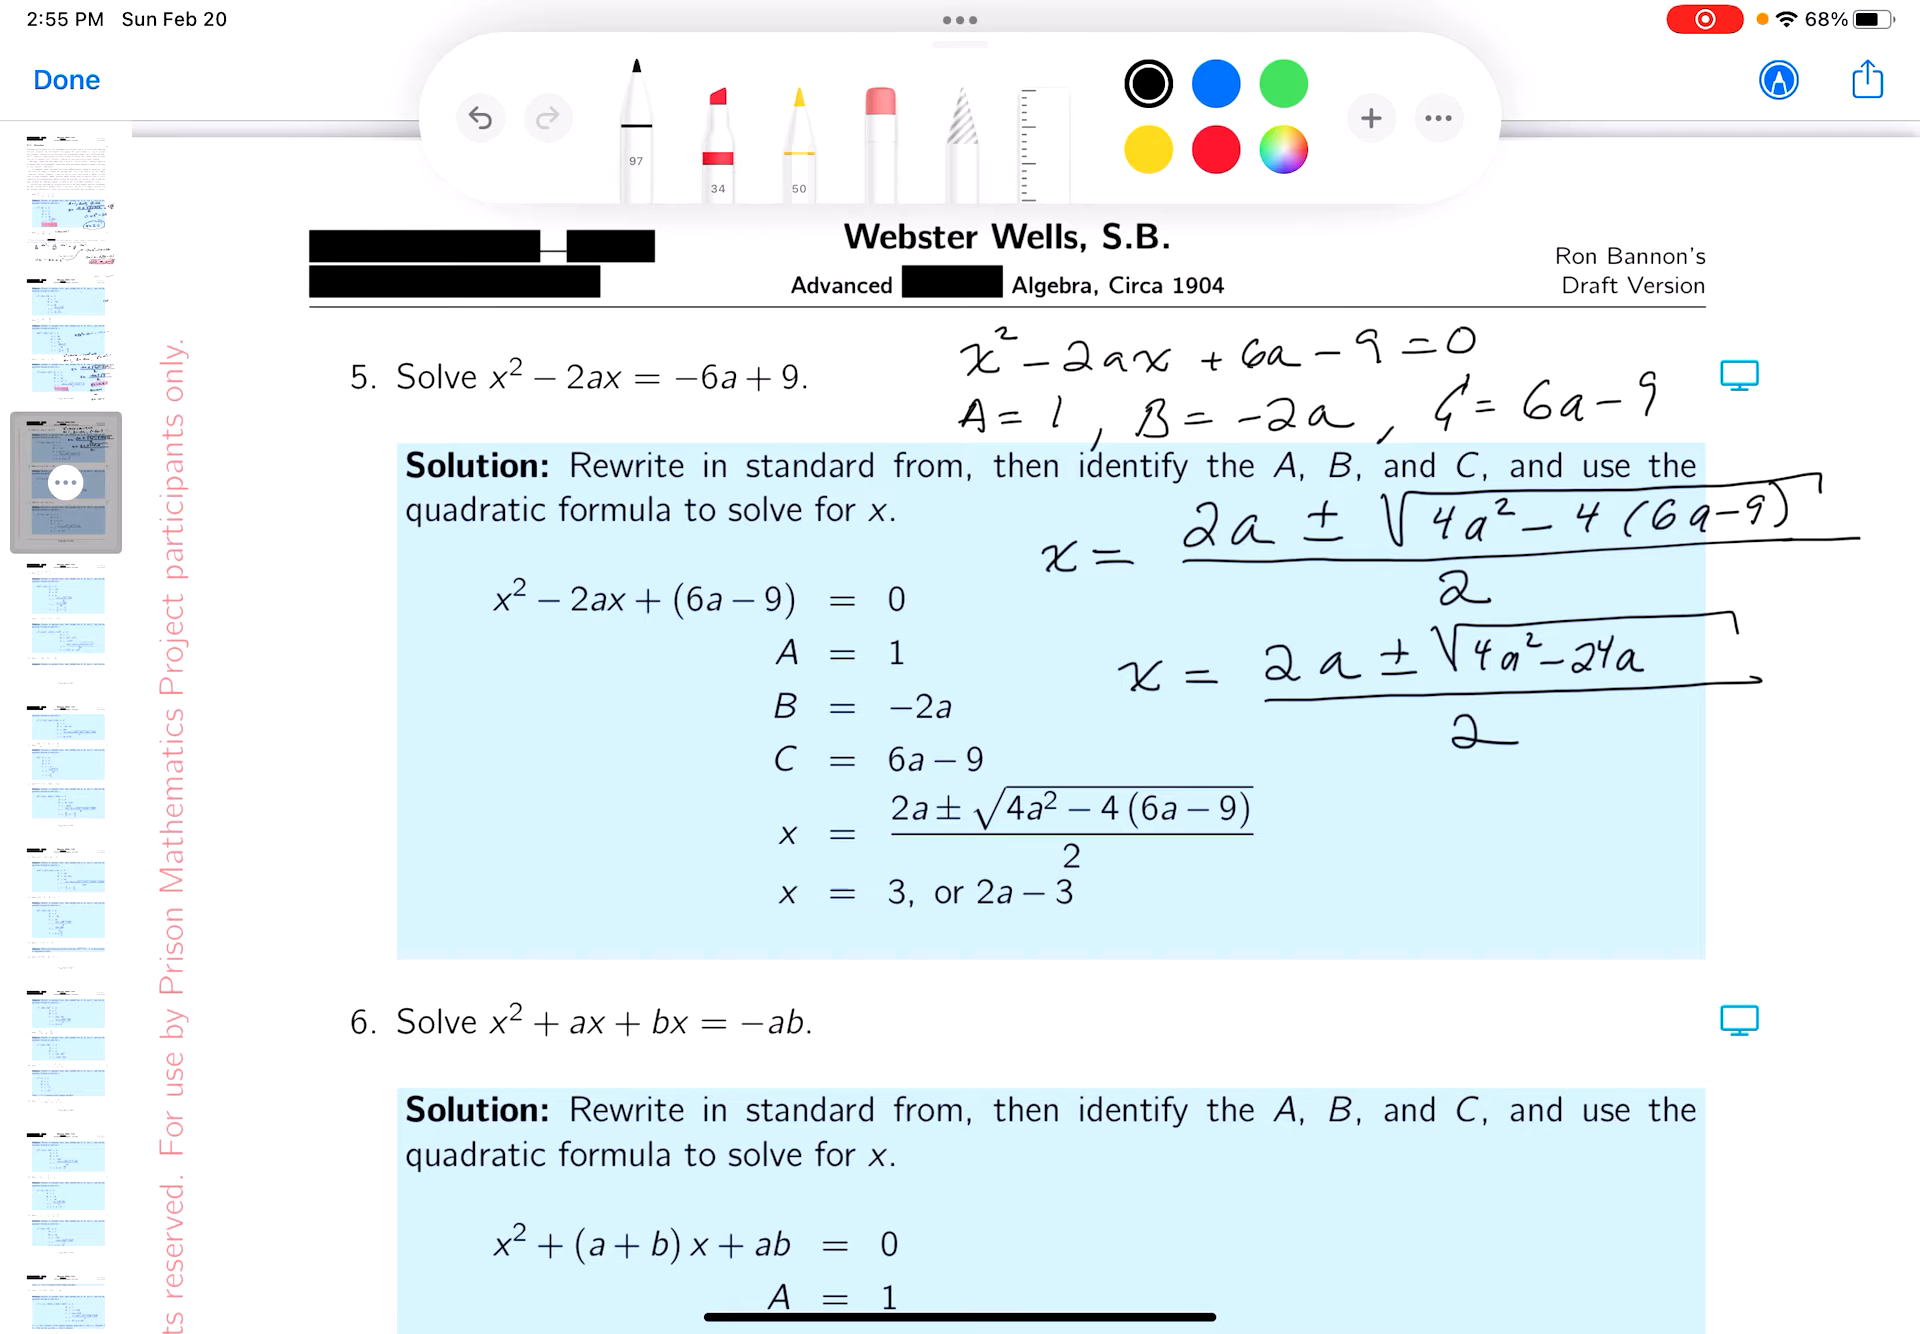 2:55 PM Sun Feb 20
68%
Done
97
34
50
Webster Wells, S.B.
Advanced Algebra, Circa 1904
Ron Bannon's
Draft Version
x² − 2ax + 6a − 9 = 0
5. Solve x² − 2ax = −6a + 9.
A = 1, B = −2a, C = 6a − 9
Solution: Rewrite in standard from, then identify the A, B, and C, and use the
quadratic formula to solve for x.
x = (2a ± √(4a² − 4(6a−9))) / 2
x² − 2ax + (6a − 9) = 0
A = 1
x = (2a ± √(4a² − 24a)) / 2
B = −2a
C = 6a − 9
x = (2a ± √(4a² − 4(6a − 9))) / 2
x = 3, or 2a − 3
6. Solve x² + ax + bx = −ab.
Solution: Rewrite in standard from, then identify the A, B, and C, and use the
quadratic formula to solve for x.
x² + (a + b) x + ab = 0
A = 1
ts reserved. For use by Prison Mathematics Project participants only.